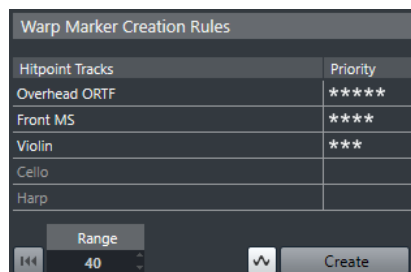 Warp Marker Creation Rules
Hitpoint Tracks Priority
Overhead ORTF *****
Front MS ****
Violin ***
Cello
Harp
Range
40 Create